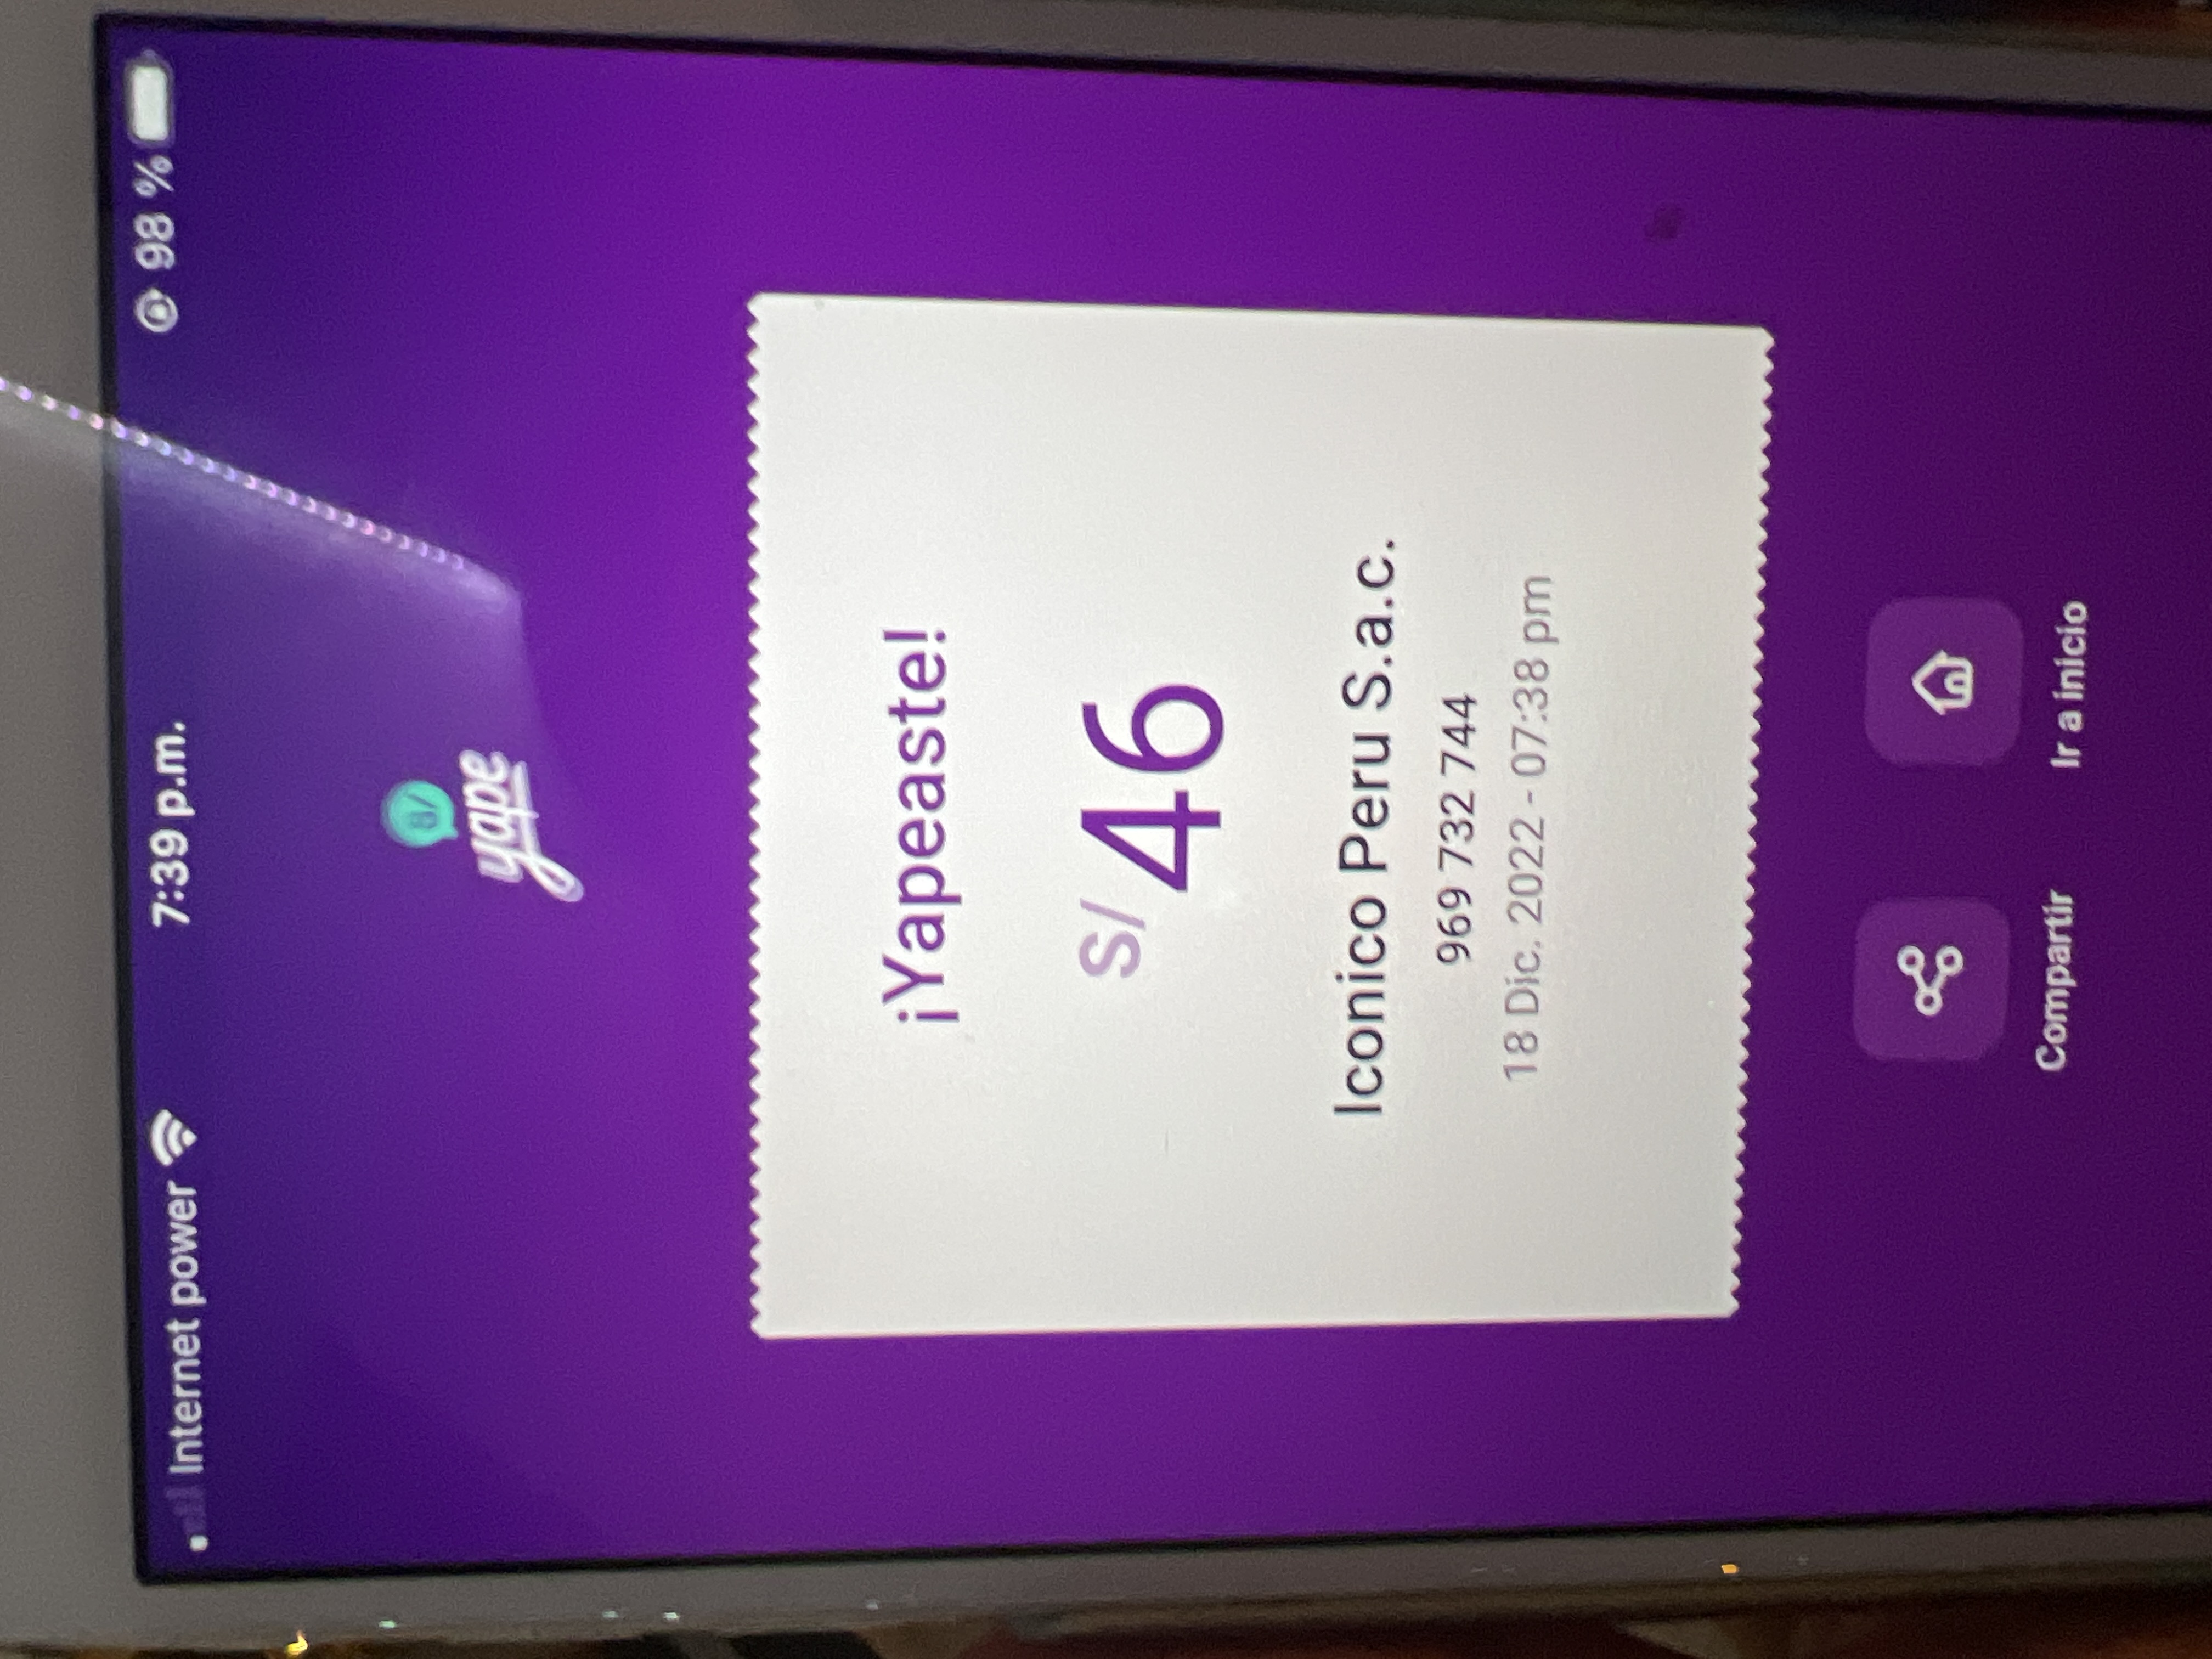 Internet power 7:39 p.m. 98 %
S/
yape
¡Yapeaste!
S/ 46
Iconico Peru S.a.c.
969 732 744
18 Dic. 2022 - 07:38 pm
Compartir Ir a inicio